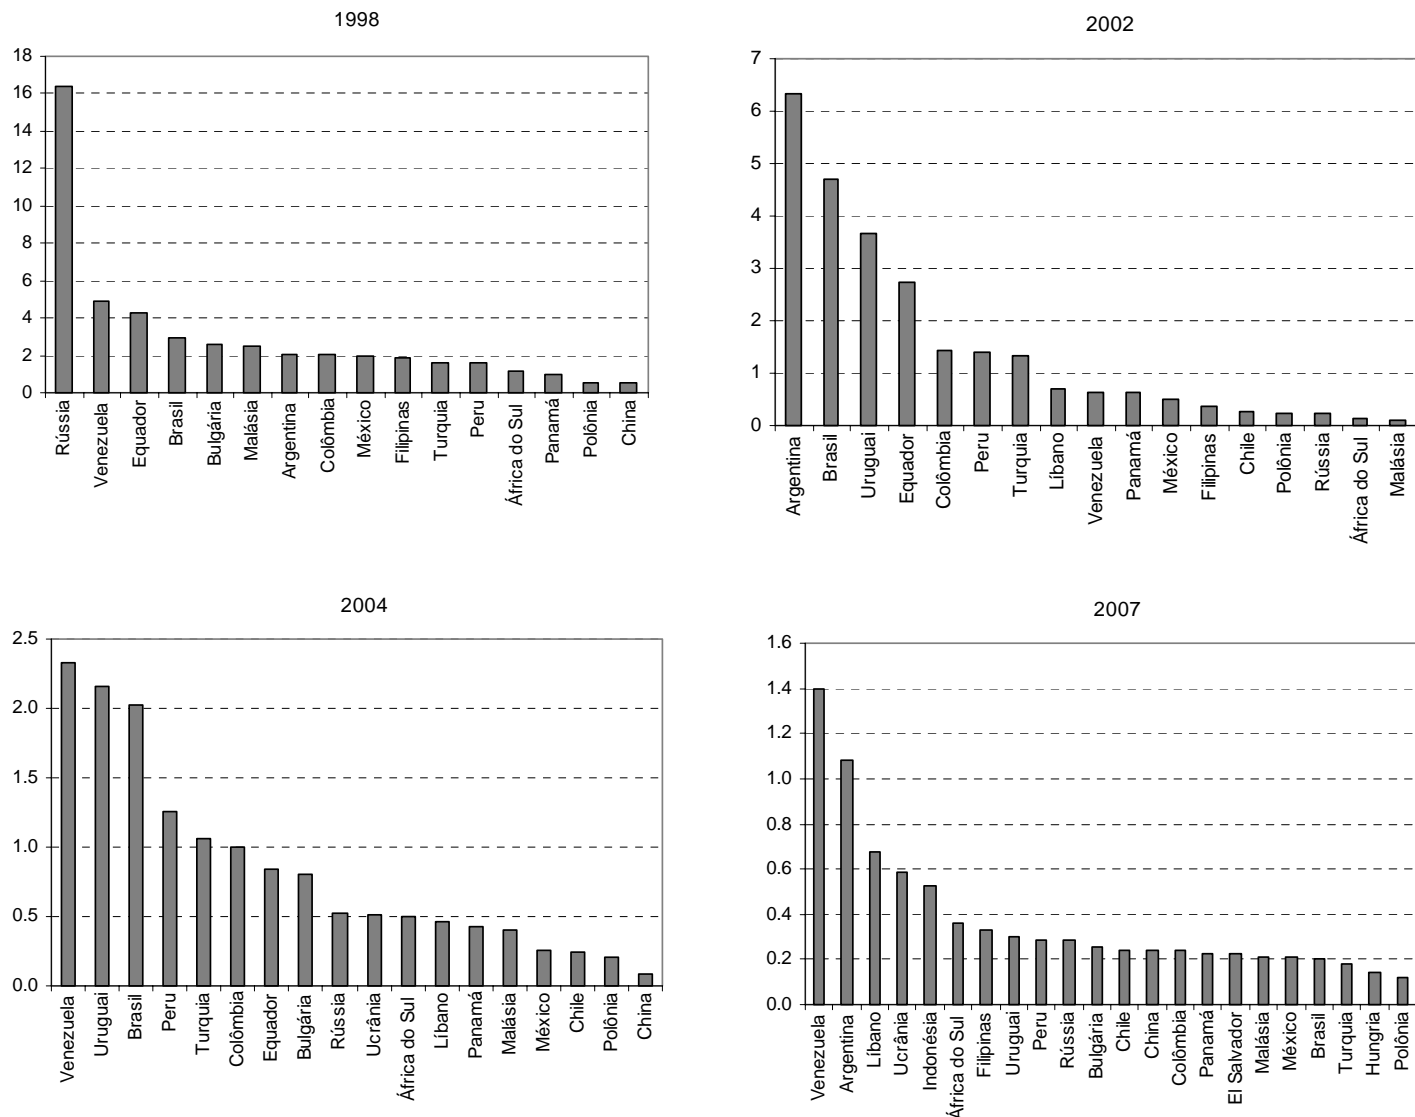 1998
18
16
14
12
10
8
6
4
2
0
Rússia
Venezuela
Equador
Brasil
Bulgária
Malásia
Argentina
Colômbia
México
Filipinas
Turquia
Peru
África do Sul
Panamá
Polônia
China
2002
7
6
5
4
3
2
1
0
Argentina
Brasil
Uruguai
Equador
Colômbia
Peru
Turquia
Líbano
Venezuela
Panamá
México
Filipinas
Chile
Polônia
Rússia
África do Sul
Malásia
2004
2.5
2.0
1.5
1.0
0.5
0.0
Venezuela
Uruguai
Brasil
Peru
Turquia
Colômbia
Equador
Bulgária
Rússia
Ucrânia
África do Sul
Líbano
Panamá
Malásia
México
Chile
Polônia
China
2007
1.6
1.4
1.2
1.0
0.8
0.6
0.4
0.2
0.0
Venezuela
Argentina
Líbano
Ucrânia
Indonésia
África do Sul
Filipinas
Uruguai
Peru
Rússia
Bulgária
Chile
China
Colômbia
Panamá
El Salvador
Malásia
México
Brasil
Turquia
Hungria
Polônia